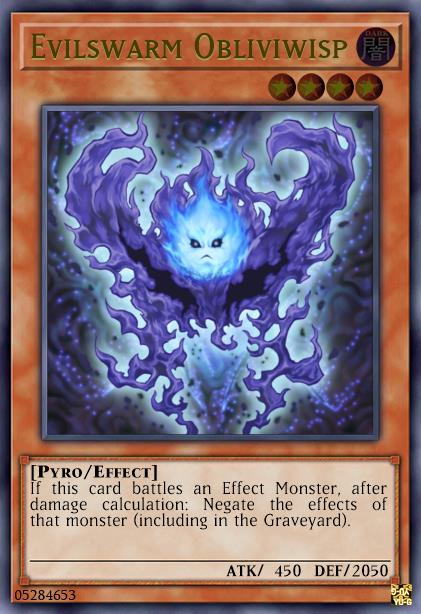 Evilswarm Obliviwisp
DARK
闇
[Pyro/Effect]
If this card battles an Effect Monster, after
damage calculation: Negate the effects of
that monster (including in the Graveyard).
ATK/ 450 DEF/2050
05284653